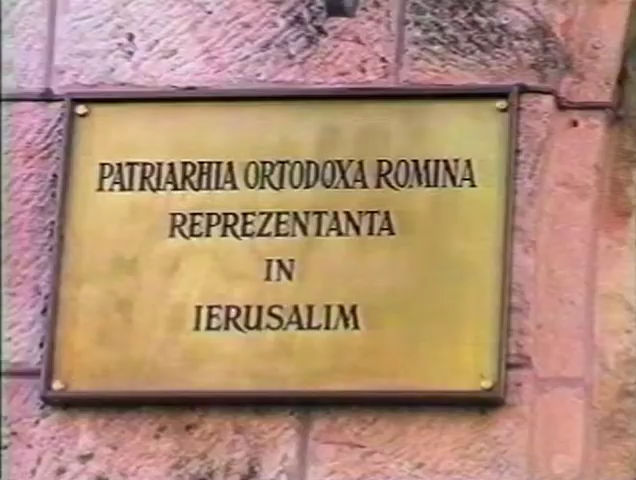 PATRIARHIA ORTODOXA ROMINA
REPREZENTANTA
IN
IERUSALIM